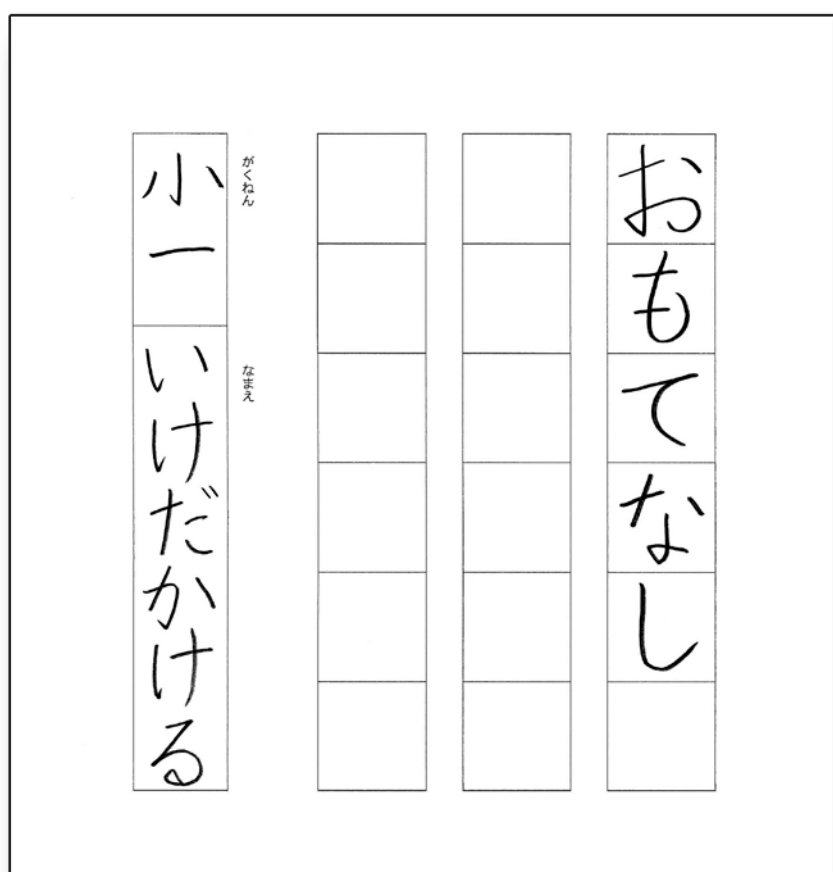 おもてなし
がくねん
なまえ
小一
いけだかける